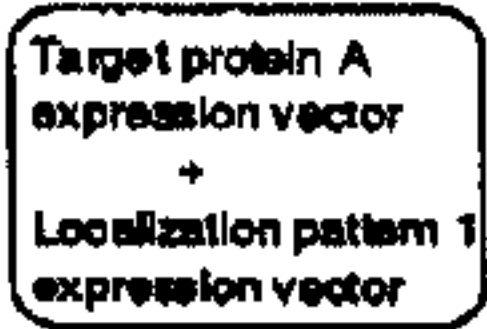 Target protein A
expression vector
+
Localization pattern 1
expression vector